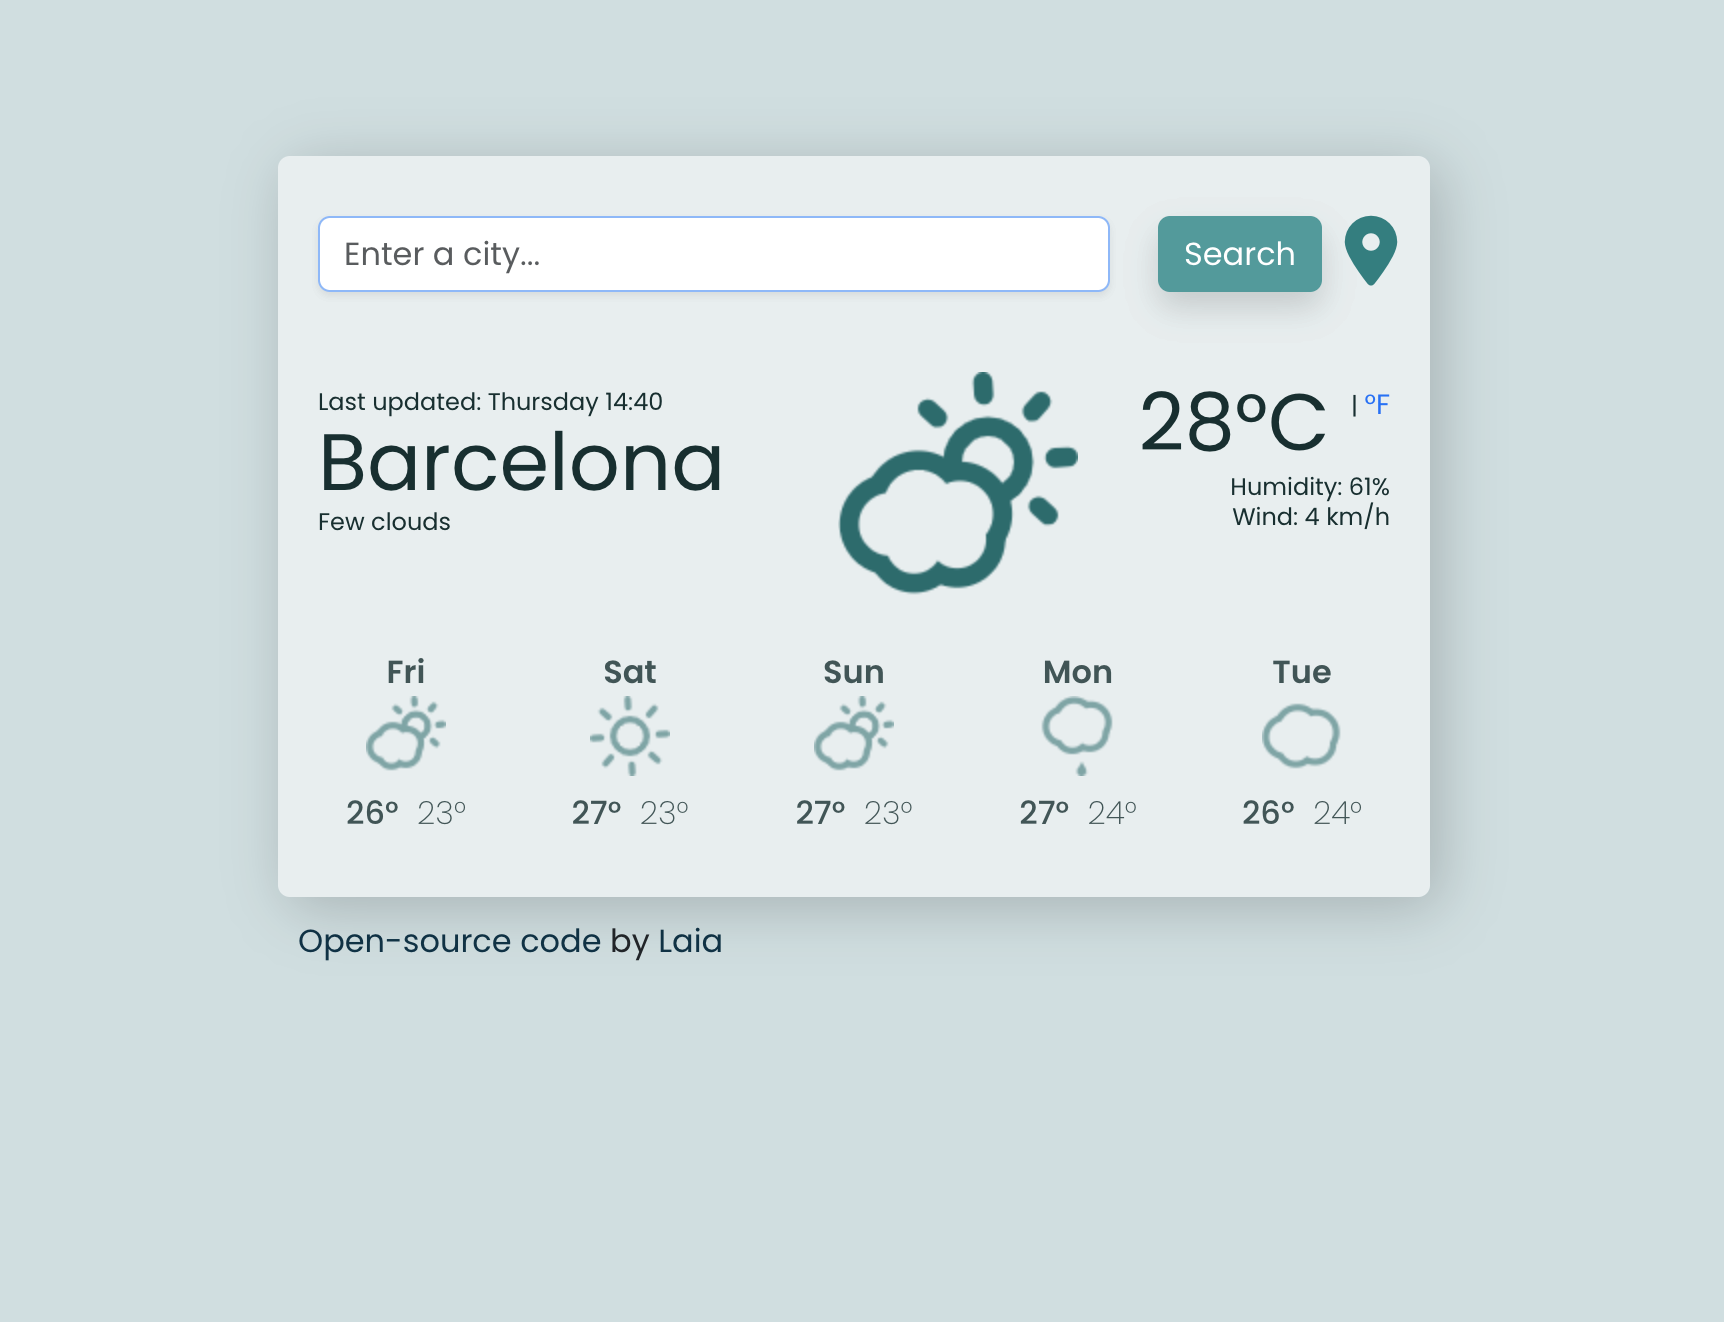 Enter a city...
Search
Last updated: Thursday 14:40
Barcelona
Few clouds
28°C | °F
Humidity: 61%
Wind: 4 km/h
Fri Sat Sun Mon Tue
26° 23° 27° 23° 27° 23° 27° 24° 26° 24°
Open-source code by Laia